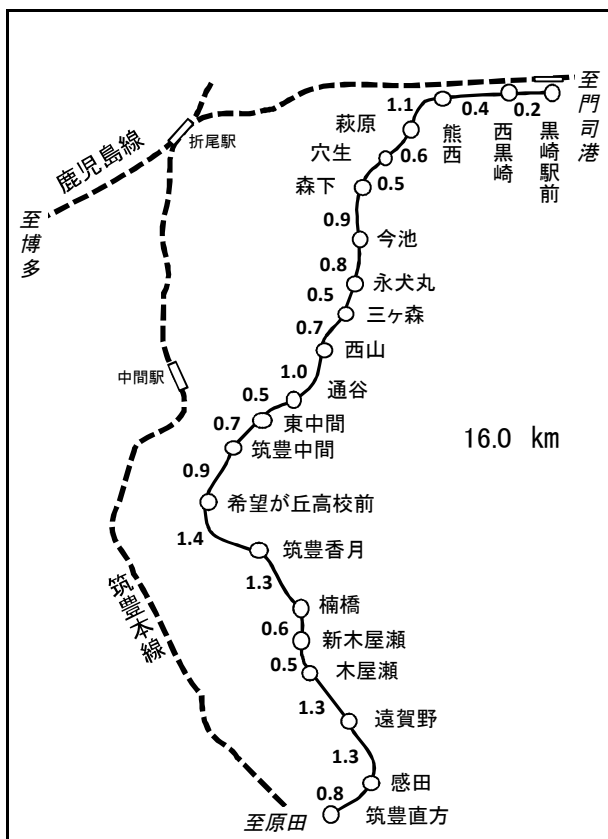 至門司港
1.1
0.4
0.2
萩原
熊西
西黒崎
黒崎駅前
折尾駅
鹿児島線
穴生
0.6
森下
0.5
至博多
0.9
今池
0.8
永犬丸
0.5
三ヶ森
0.7
西山
中間駅
1.0
通谷
0.5
東中間
0.7
筑豊中間
16.0 km
0.9
希望が丘高校前
1.4
筑豊香月
1.3
筑豊本線
楠橋
0.6
新木屋瀬
0.5
木屋瀬
1.3
遠賀野
1.3
感田
0.8
筑豊直方
至原田